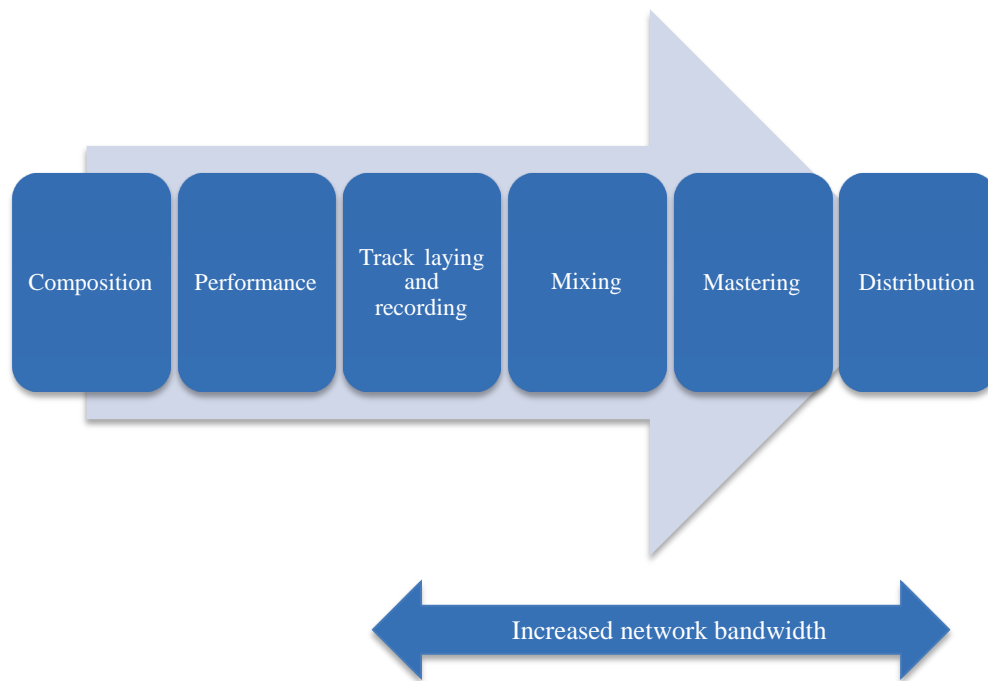 Composition
Performance
Track laying
and
recording
Mixing
Mastering
Distribution
Increased network bandwidth